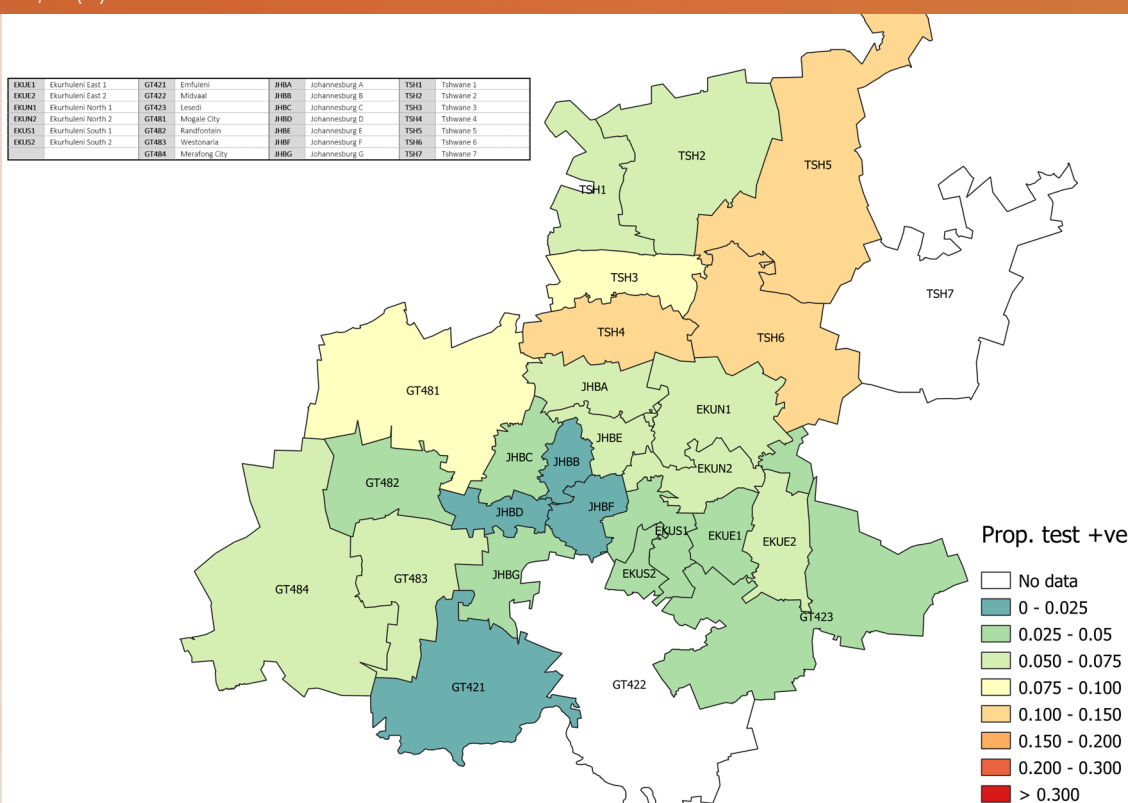 EKUE1 Ekurhuleni East 1 GT421 Emfuleni JHBA Johannesburg A TSH1 Tshwane 1
EKUE2 Ekurhuleni East 2 GT422 Midvaal JHBB Johannesburg B TSH2 Tshwane 2
EKUN1 Ekurhuleni North 1 GT423 Lesedi JHBC Johannesburg C TSH3 Tshwane 3
EKUN2 Ekurhuleni North 2 GT481 Mogale City JHBD Johannesburg D TSH4 Tshwane 4
EKUS1 Ekurhuleni South 1 GT482 Randfontein JHBE Johannesburg E TSH5 Tshwane 5
EKUS2 Ekurhuleni South 2 GT483 Westonaria JHBF Johannesburg F TSH6 Tshwane 6
GT484 Merafong City JHBG Johannesburg G TSH7 Tshwane 7
TSH2
TSH5
TSH1
TSH3
TSH7
TSH4
TSH6
JHBA
GT481
EKUN1
JHBE
JHBC
JHBB
EKUN2
GT482
JHBF
JHBD
EKUS1
EKUE1
EKUE2
JHBG
EKUS2
GT483
GT484
GT423
GT422
GT421
Prop. test +ve
No data
0 - 0.025
0.025 - 0.05
0.050 - 0.075
0.075 - 0.100
0.100 - 0.150
0.150 - 0.200
0.200 - 0.300
> 0.300